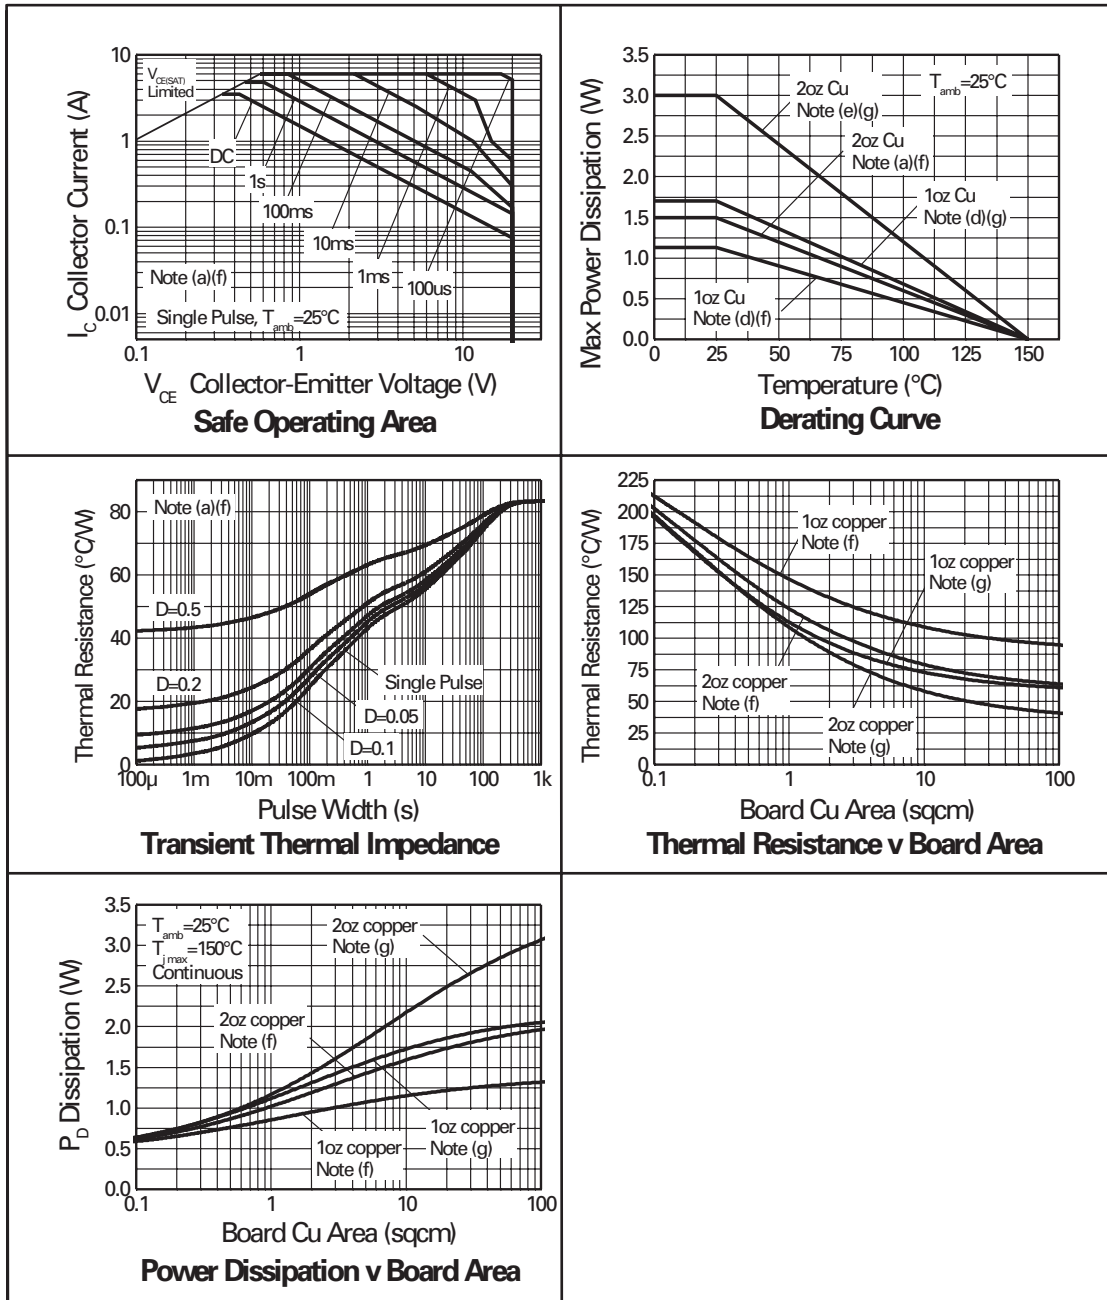 10
1
0.1
0.01
I_C Collector Current (A)
V_CE(SAT)
Limited
DC
1s
100ms
10ms
1ms
100us
Note (a)(f)
Single Pulse, T_amb=25°C
0.1 1 10
V_CE Collector-Emitter Voltage (V)
Safe Operating Area
3.5
3.0
2.5
2.0
1.5
1.0
0.5
0.0
Max Power Dissipation (W)
T_amb=25°C
2oz Cu
Note (e)(g)
2oz Cu
Note (a)(f)
1oz Cu
Note (d)(g)
1oz Cu
Note (d)(f)
0 25 50 75 100 125 150
Temperature (°C)
Derating Curve
80
60
40
20
0
Thermal Resistance (°C/W)
Note (a)(f)
D=0.5
D=0.2
Single Pulse
D=0.05
D=0.1
100µ 1m 10m 100m 1 10 100 1k
Pulse Width (s)
Transient Thermal Impedance
225
200
175
150
125
100
75
50
25
0
Thermal Resistance (°C/W)
1oz copper
Note (f)
1oz copper
Note (g)
2oz copper
Note (f)
2oz copper
Note (g)
0.1 1 10 100
Board Cu Area (sqcm)
Thermal Resistance v Board Area
3.5
3.0
2.5
2.0
1.5
1.0
0.5
0.0
P_D Dissipation (W)
T_amb=25°C
T_j max=150°C
Continuous
2oz copper
Note (g)
2oz copper
Note (f)
1oz copper
Note (f)
1oz copper
Note (g)
0.1 1 10 100
Board Cu Area (sqcm)
Power Dissipation v Board Area